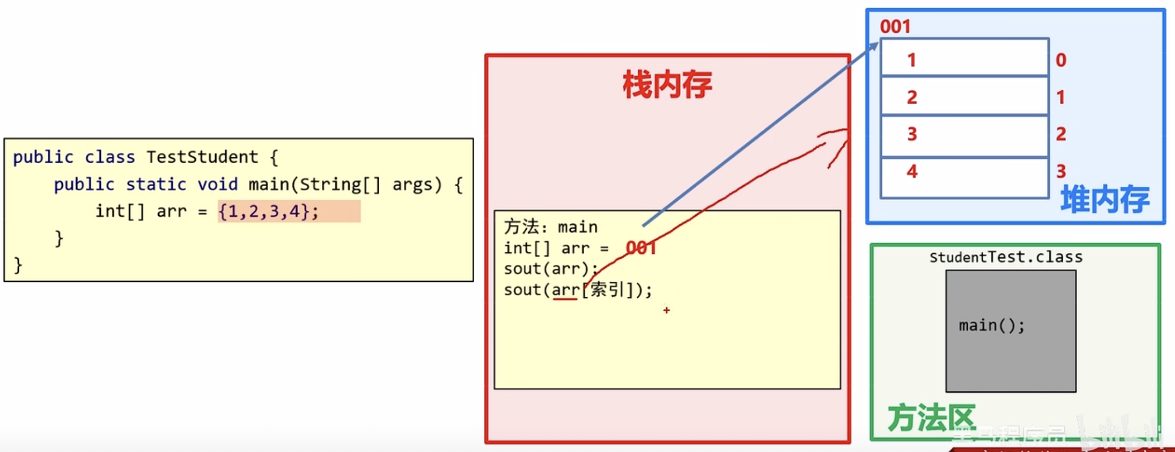 public class TestStudent {
public static void main(String[] args) {
int[] arr = {1,2,3,4};
}
}
栈内存
方法：main
int[] arr = 001
sout(arr);
sout(arr[索引]);
001
1 0
2 1
3 2
4 3
堆内存
StudentTest.class
main();
方法区